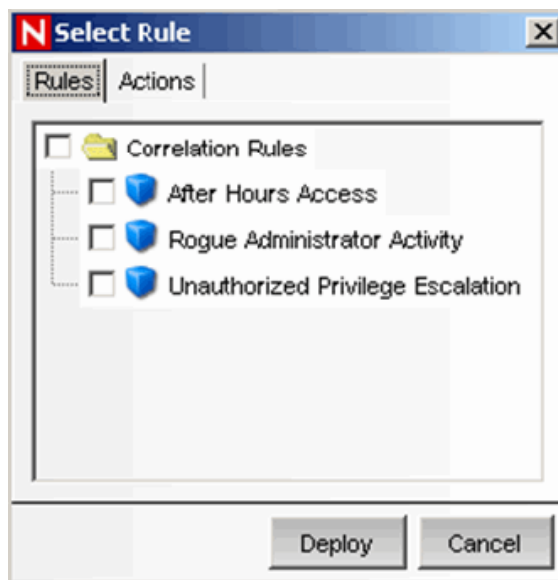 N Select Rule
Rules Actions
Correlation Rules
After Hours Access
Rogue Administrator Activity
Unauthorized Privilege Escalation
Deploy Cancel